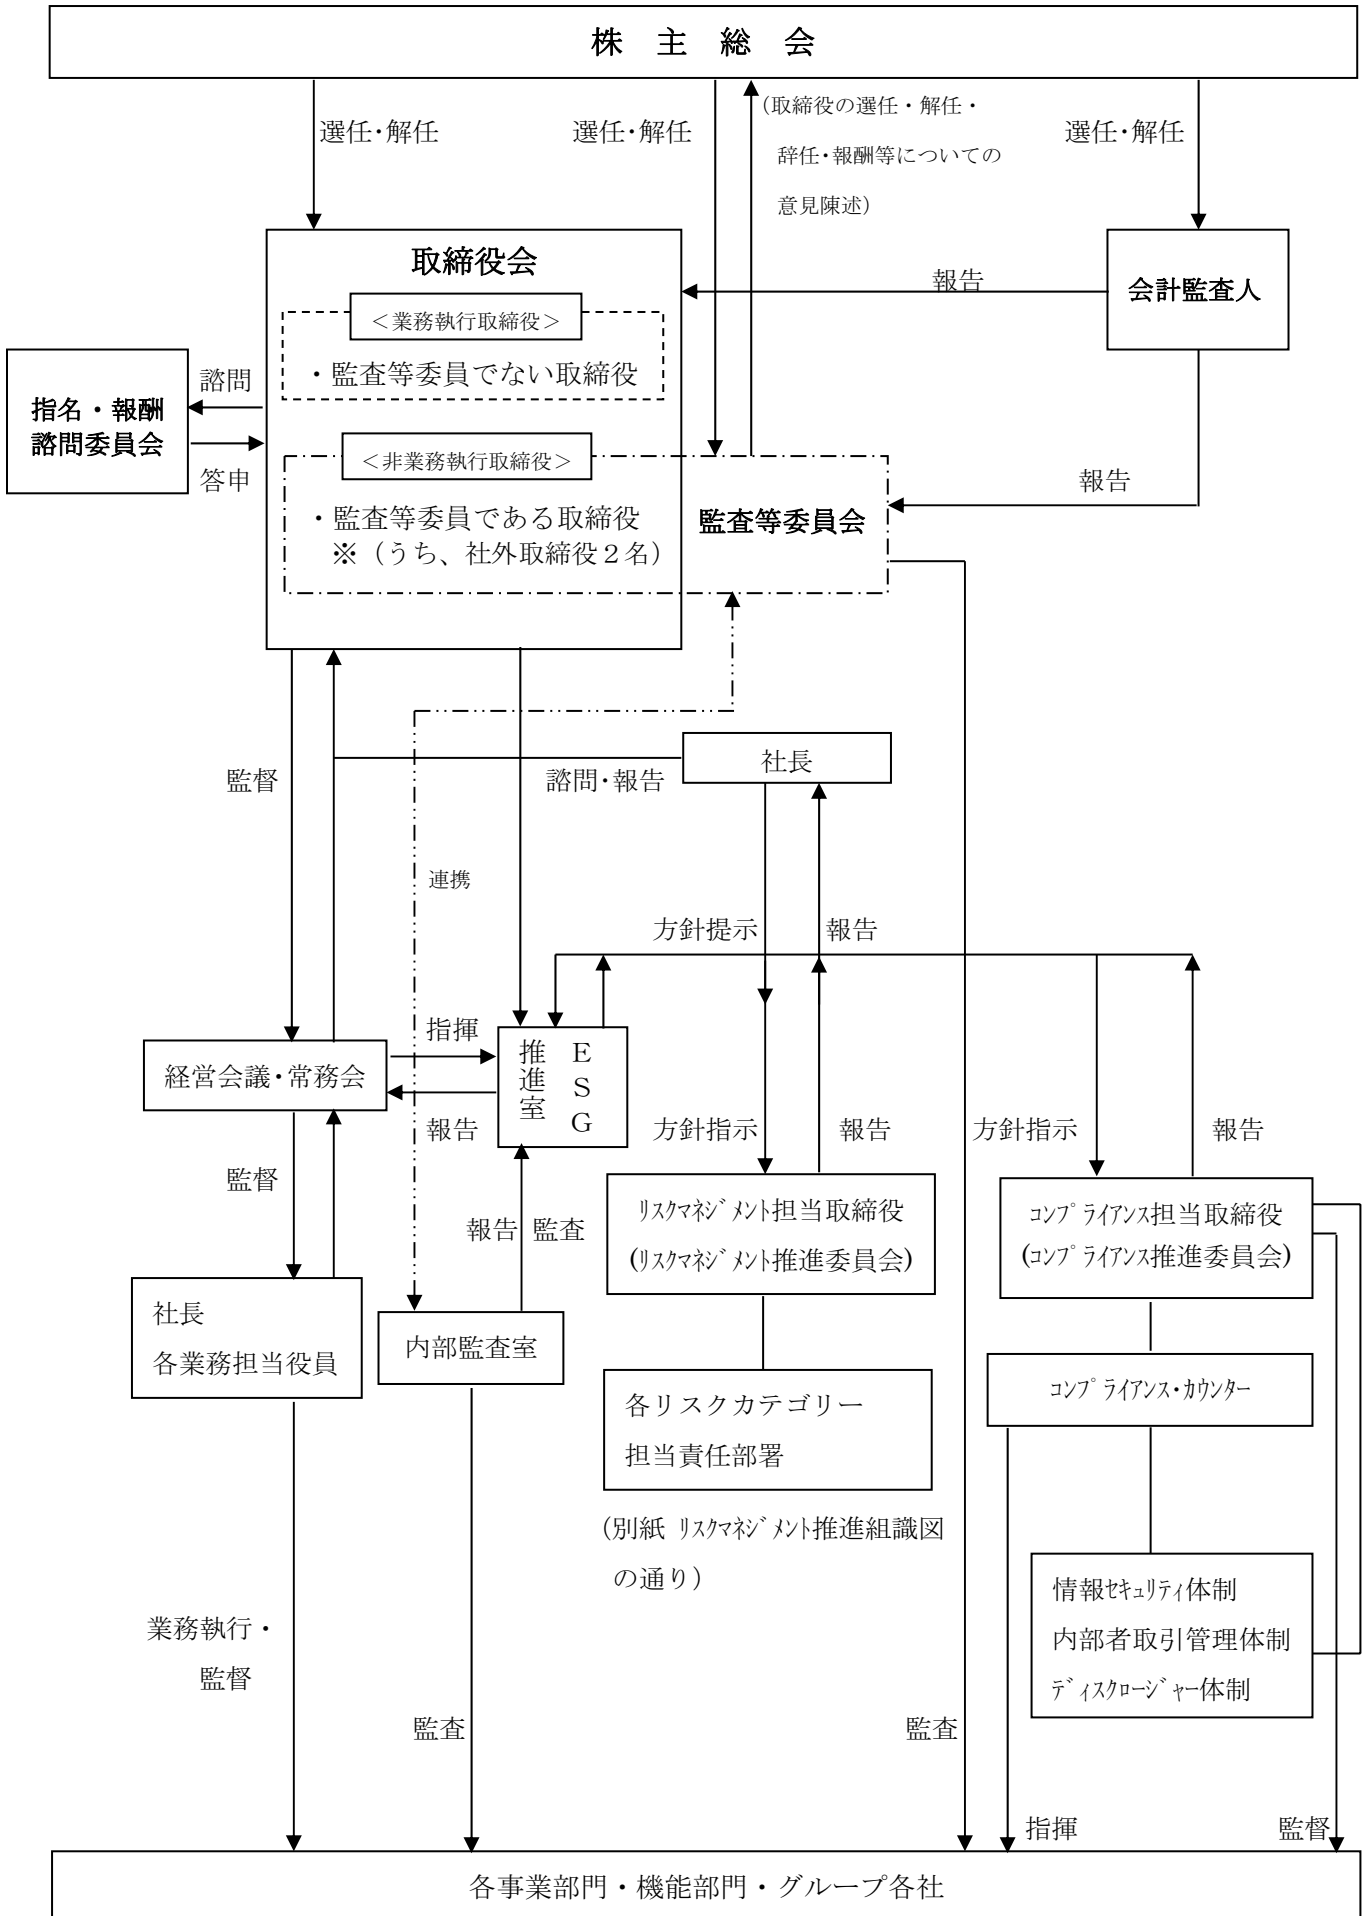 株　主　総　会
選任・解任
選任・解任
（取締役の選任・解任・
辞任・報酬等についての
意見陳述）
選任・解任
取締役会
＜業務執行取締役＞
・監査等委員でない取締役
報告
会計監査人
諮問
指名・報酬
諮問委員会
答申
＜非業務執行取締役＞
・監査等委員である取締役
※（うち、社外取締役２名）
監査等委員会
報告
社長
監督
諮問・報告
連携
方針提示
報告
指揮
ＥＳＧ
推進室
経営会議・常務会
報告
方針指示
報告
方針指示
報告
監督
報告
監査
ﾘｽｸﾏﾈｼﾞﾒﾝﾄ担当取締役
(ﾘｽｸﾏﾈｼﾞﾒﾝﾄ推進委員会)
ｺﾝﾌﾟﾗｲｱﾝｽ担当取締役
(ｺﾝﾌﾟﾗｲｱﾝｽ推進委員会)
社長
各業務担当役員
内部監査室
各リスクカテゴリー
担当責任部署
ｺﾝﾌﾟﾗｲｱﾝｽ・ｶｳﾝﾀｰ
（別紙 ﾘｽｸﾏﾈｼﾞﾒﾝﾄ推進組織図
の通り）
情報ｾｷｭﾘﾃｨ体制
内部者取引管理体制
ﾃﾞｨｽｸﾛｰｼﾞｬｰ体制
業務執行・
監督
監査
監査
指揮
監督
各事業部門・機能部門・グループ各社